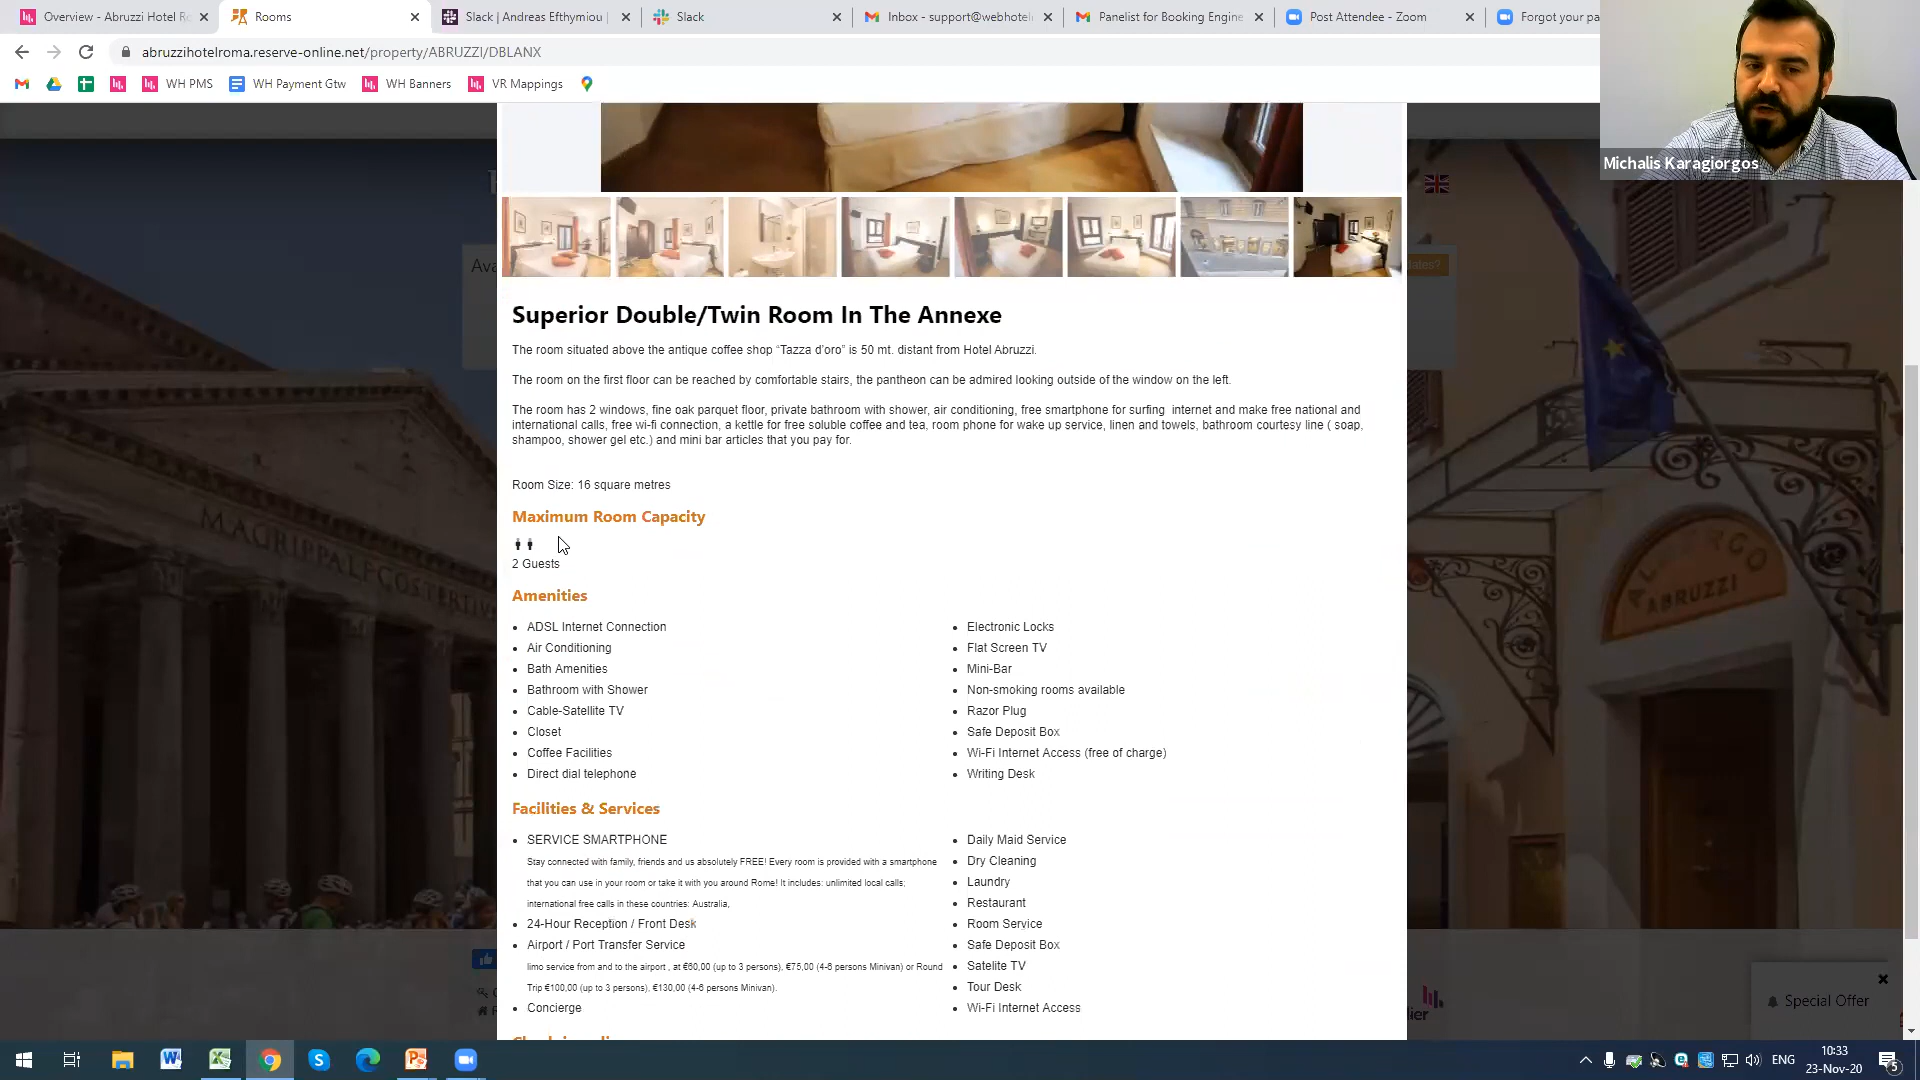 Overview - Abruzzi Hotel Ro
Rooms
Slack | Andreas Efthymiou |
Slack
Inbox - support@webhotel
Panelist for Booking Engine
Post Attendee - Zoom
Forgot your pa
abruzzihotelroma.reserve-online.net/property/ABRUZZI/DBLANX
WH PMS
WH Payment Gtw
WH Banners
VR Mappings
Michalis Karagiorgos
Ava
dates?
Superior Double/Twin Room In The Annexe
The room situated above the antique coffee shop “Tazza d’oro” is 50 mt. distant from Hotel Abruzzi.
The room on the first floor can be reached by comfortable stairs, the pantheon can be admired looking outside of the window on the left.
The room has 2 windows, fine oak parquet floor, private bathroom with shower, air conditioning, free smartphone for surfing internet and make free national and
international calls, free wi-fi connection, a kettle for free soluble coffee and tea, room phone for wake up service, linen and towels, bathroom courtesy line ( soap,
shampoo, shower gel etc.) and mini bar articles that you pay for.
Room Size: 16 square metres
Maximum Room Capacity
2 Guests
Amenities
ADSL Internet Connection
Air Conditioning
Bath Amenities
Bathroom with Shower
Cable-Satellite TV
Closet
Coffee Facilities
Direct dial telephone
Electronic Locks
Flat Screen TV
Mini-Bar
Non-smoking rooms available
Razor Plug
Safe Deposit Box
Wi-Fi Internet Access (free of charge)
Writing Desk
Facilities & Services
SERVICE SMARTPHONE
Stay connected with family, friends and us absolutely FREE! Every room is provided with a smartphone
that you can use in your room or take it with you around Rome! It includes: unlimited local calls;
international free calls in these countries: Australia,
24-Hour Reception / Front Desk
Airport / Port Transfer Service
limo service from and to the airport , at €60,00 (up to 3 persons), €75,00 (4-6 persons Minivan) or Round
Trip €100,00 (up to 3 persons), €130,00 (4-6 persons Minivan).
Concierge
Daily Maid Service
Dry Cleaning
Laundry
Restaurant
Room Service
Safe Deposit Box
Satelite TV
Tour Desk
Wi-Fi Internet Access
ABRUZZI
lier
Special Offer
ENG
10:33
23-Nov-20
5